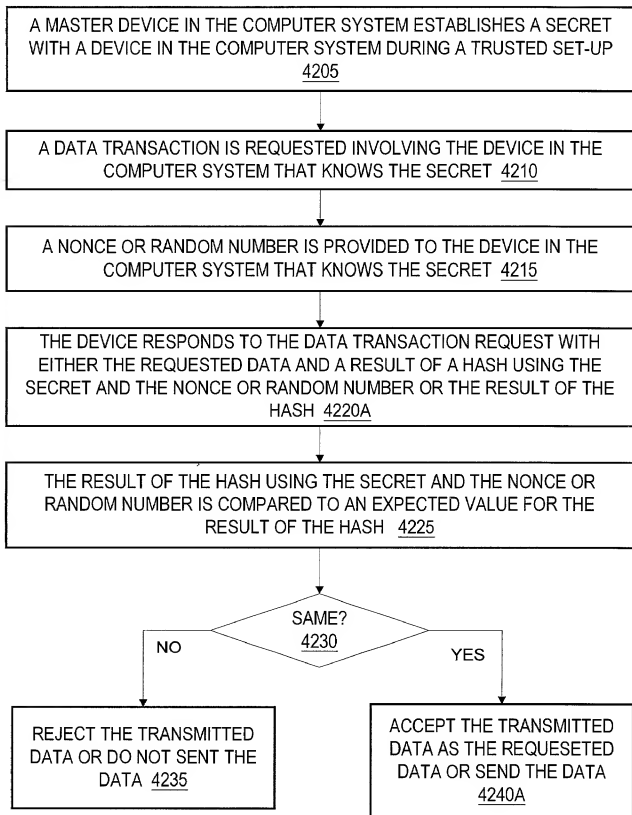 A MASTER DEVICE IN THE COMPUTER SYSTEM ESTABLISHES A SECRET
WITH A DEVICE IN THE COMPUTER SYSTEM DURING A TRUSTED SET-UP
4205
A DATA TRANSACTION IS REQUESTED INVOLVING THE DEVICE IN THE
COMPUTER SYSTEM THAT KNOWS THE SECRET 4210
A NONCE OR RANDOM NUMBER IS PROVIDED TO THE DEVICE IN THE
COMPUTER SYSTEM THAT KNOWS THE SECRET 4215
THE DEVICE RESPONDS TO THE DATA TRANSACTION REQUEST WITH
EITHER THE REQUESTED DATA AND A RESULT OF A HASH USING THE
SECRET AND THE NONCE OR RANDOM NUMBER OR THE RESULT OF THE
HASH 4220A
THE RESULT OF THE HASH USING THE SECRET AND THE NONCE OR
RANDOM NUMBER IS COMPARED TO AN EXPECTED VALUE FOR THE
RESULT OF THE HASH 4225
SAME?
4230
NO
YES
REJECT THE TRANSMITTED
DATA OR DO NOT SENT THE
DATA 4235
ACCEPT THE TRANSMITTED
DATA AS THE REQUESETED
DATA OR SEND THE DATA
4240A